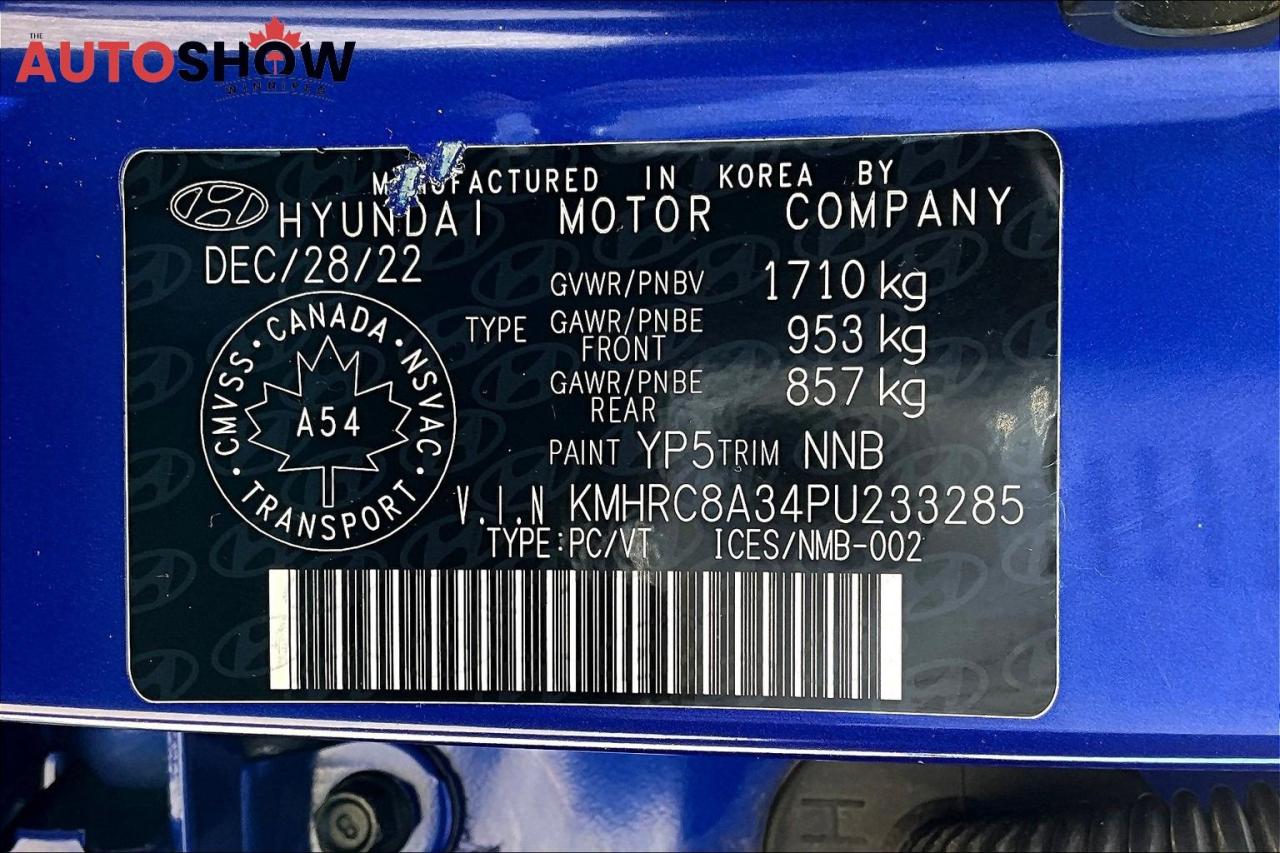 THE
AUTOSHOW
WINNIPEG
MANUFACTURED IN KOREA BY
HYUNDAI MOTOR COMPANY
DEC/28/22
GVWR/PNBV 1710 kg
TYPE GAWR/PNBE FRONT 953 kg
GAWR/PNBE REAR 857 kg
PAINT YP5 TRIM NNB
V.I.N KMHRC8A34PU233285
TYPE:PC/VT ICES/NMB-002
CMVSS · CANADA · NSVAC · TRANSPORT
A54
8
H